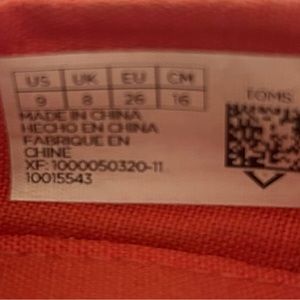 US UK EU CM
9 8 26 16
TOMS
MADE IN CHINA
HECHO EN CHINA
FABRIQUE EN
CHINE
XF: 1000050320-11
10015543